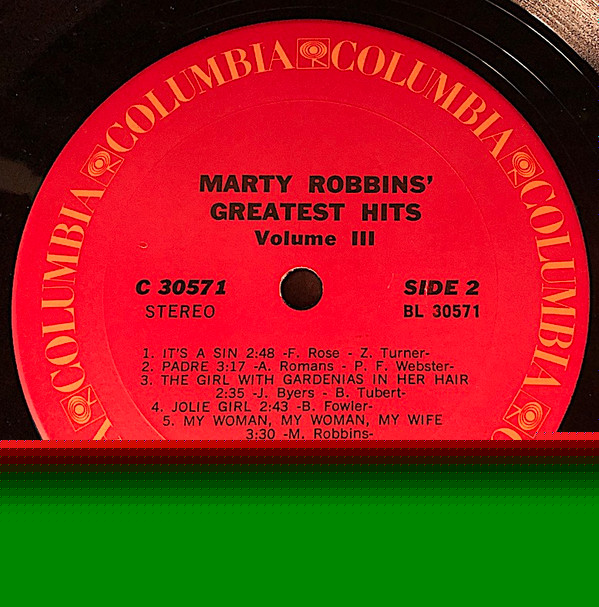 COLUMBIA COLUMBIA COLUMBIA COLUMBIA COLUMBIA
MARTY ROBBINS'
GREATEST HITS
Volume III
C 30571 SIDE 2
STEREO BL 30571
1. IT'S A SIN 2:48 -F. Rose - Z. Turner-
2. PADRE 3:17 -A. Romans - P. F. Webster-
3. THE GIRL WITH GARDENIAS IN HER HAIR
2:35 -J. Byers - B. Tubert-
4. JOLIE GIRL 2:43 -B. Fowler-
5. MY WOMAN, MY WOMAN, MY WIFE
3:30 -M. Robbins-